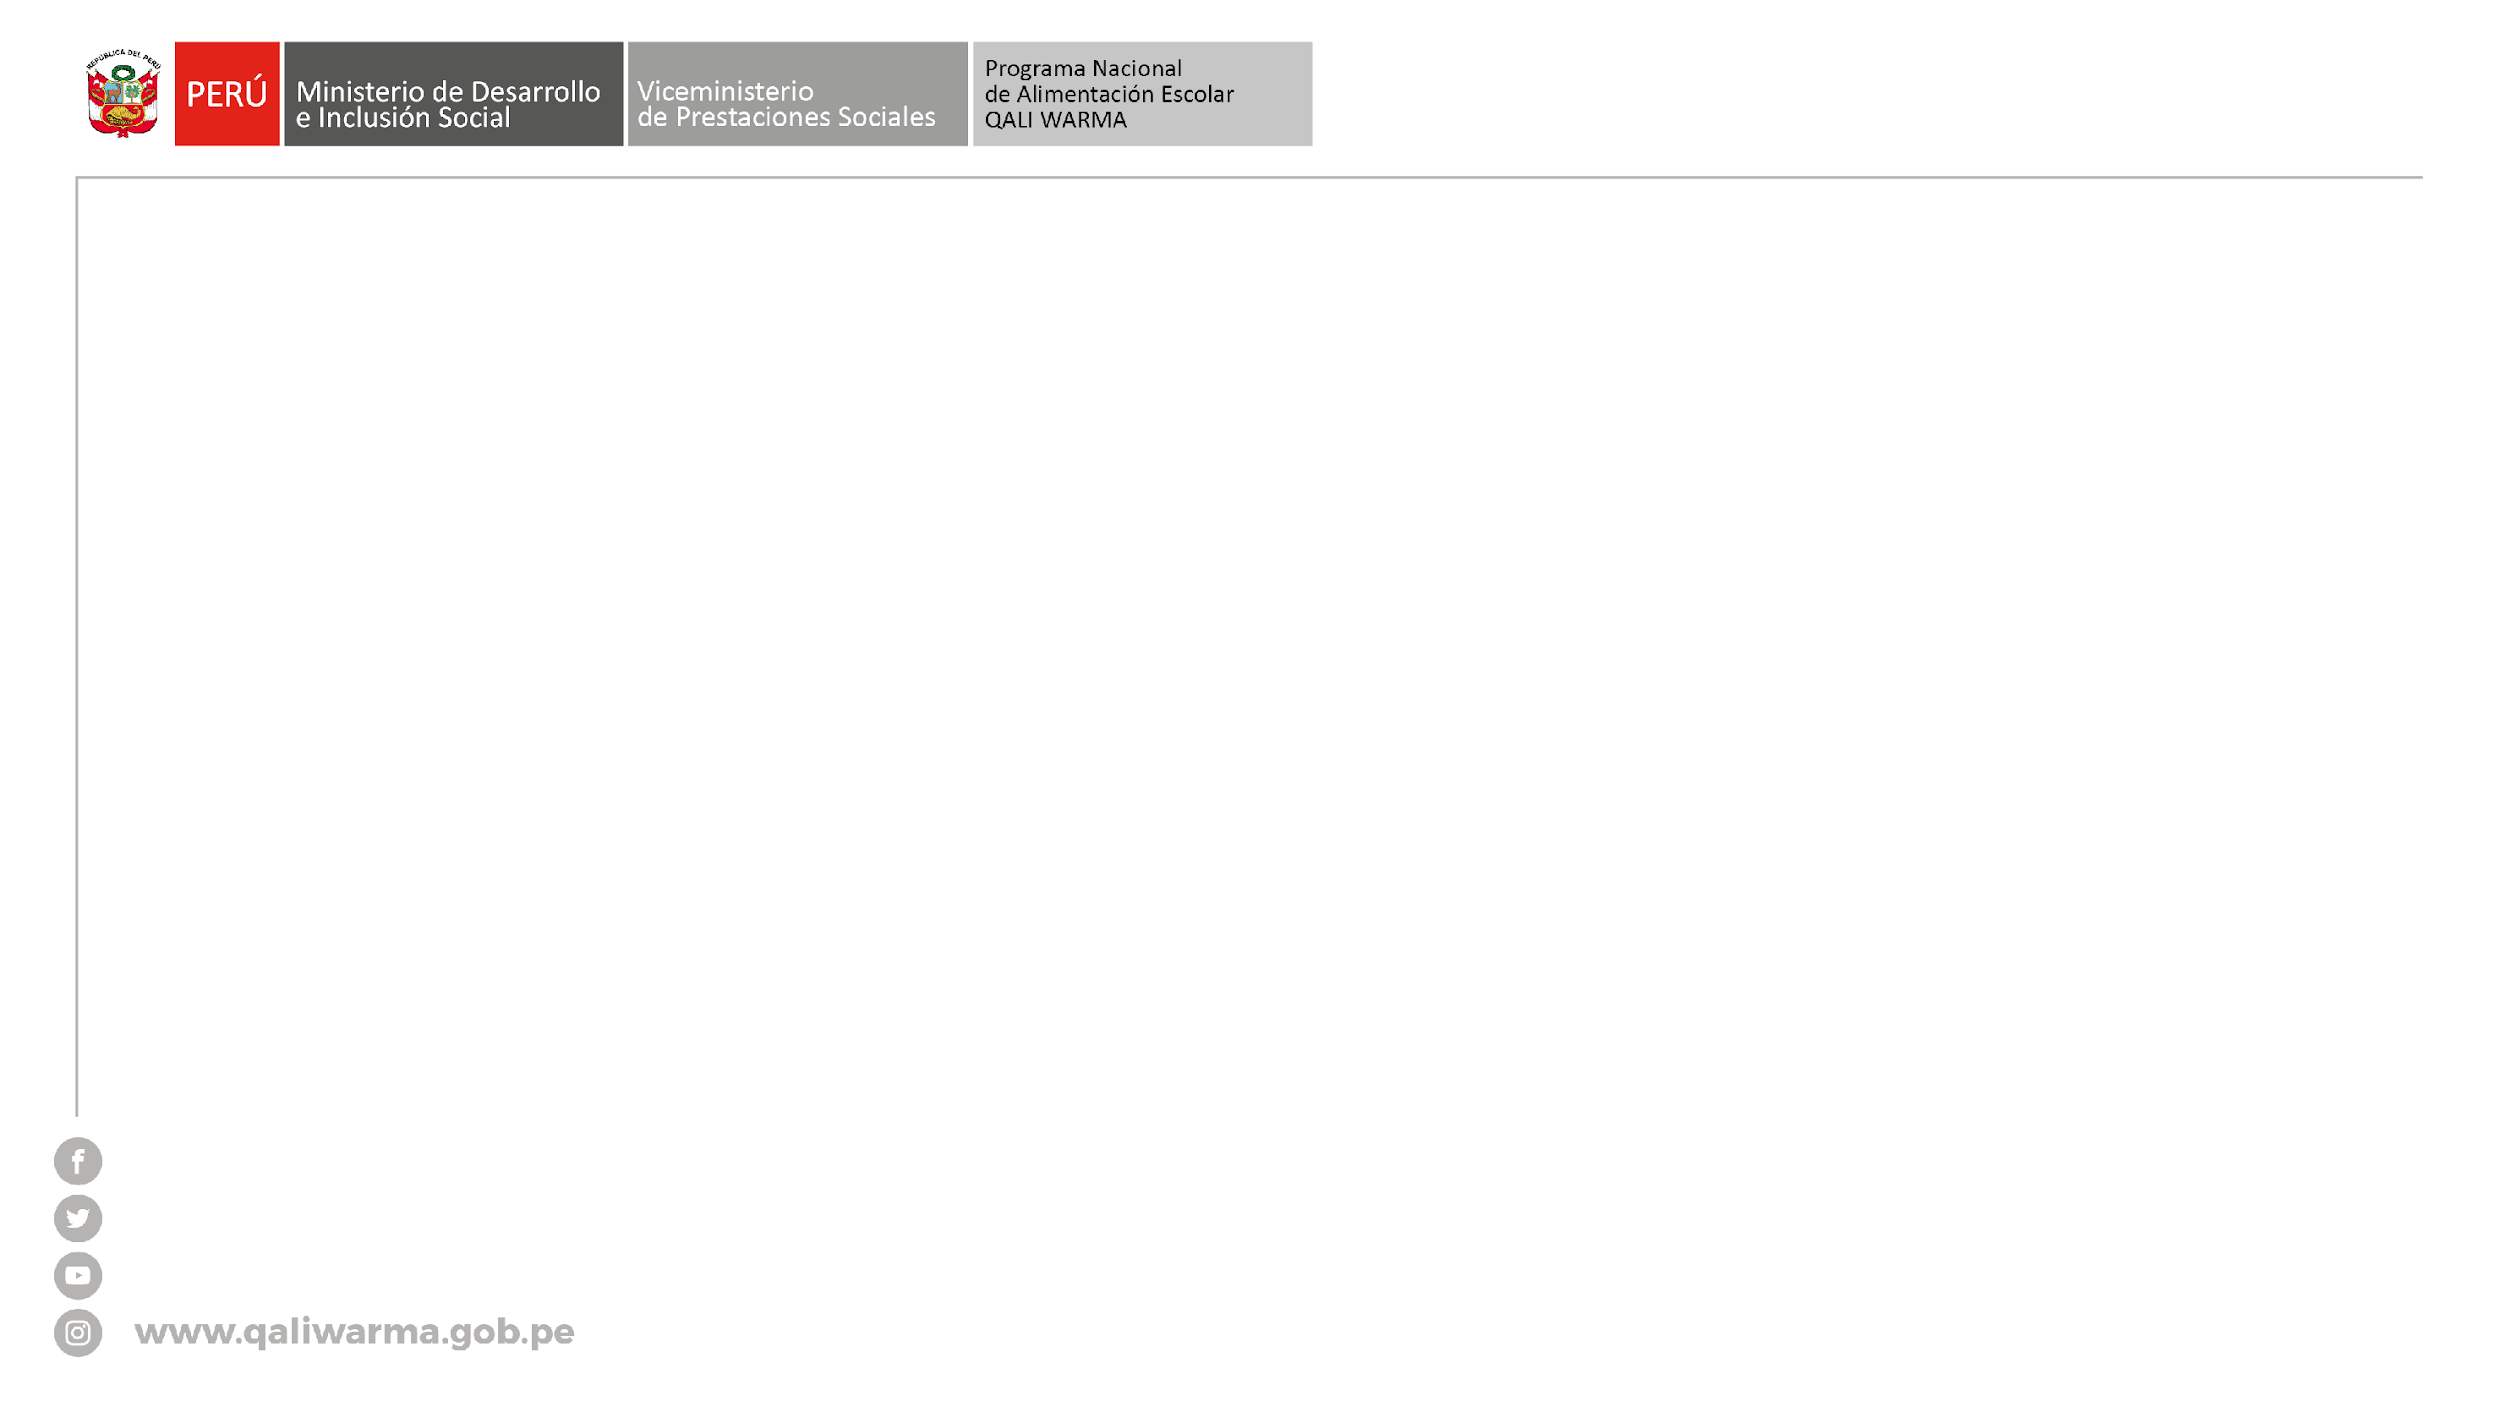 REPÚBLICA DEL PERÚ
PERÚ
Ministerio de Desarrollo
e Inclusión Social
Viceministerio
de Prestaciones Sociales
Programa Nacional
de Alimentación Escolar
QALI WARMA
www.qaliwarma.gob.pe